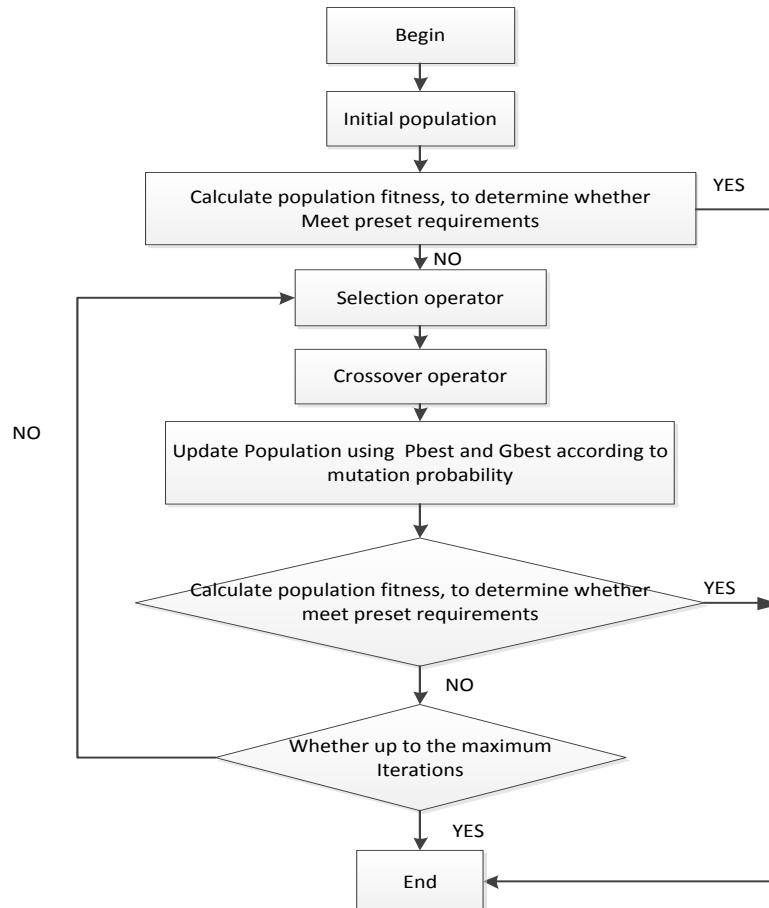 Begin
Initial population
Calculate population fitness, to determine whether
Meet preset requirements
YES
NO
Selection operator
Crossover operator
NO
Update Population using Pbest and Gbest according to
mutation probability
Calculate population fitness, to determine whether
meet preset requirements
YES
NO
Whether up to the maximum
Iterations
YES
End